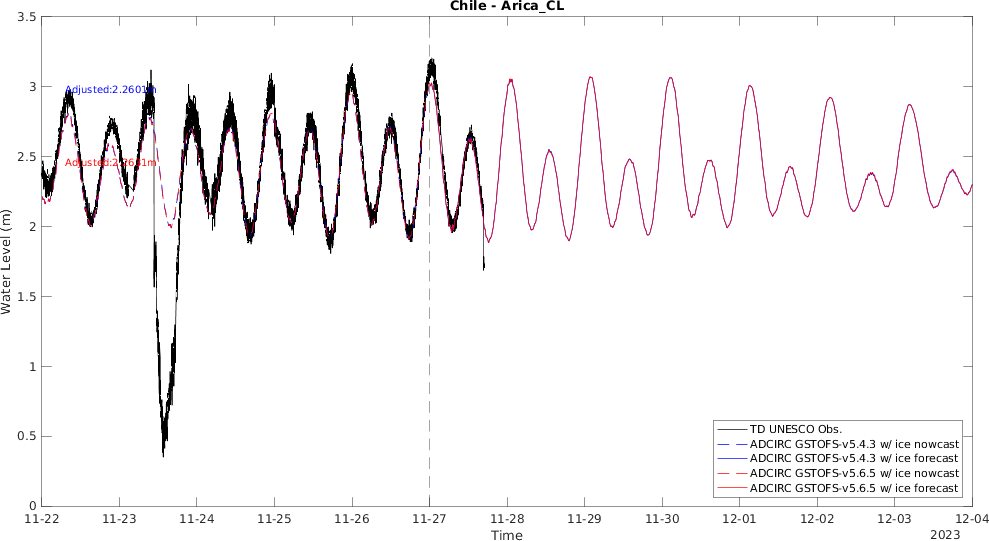 Chile - Arica_CL
3.5
3
2.5
2
1.5
1
0.5
0
Water Level (m)
Adjusted:2.2601m
Adjusted:2.2631m
TD UNESCO Obs.
ADCIRC GSTOFS-v5.4.3 w/ ice nowcast
ADCIRC GSTOFS-v5.4.3 w/ ice forecast
ADCIRC GSTOFS-v5.6.5 w/ ice nowcast
ADCIRC GSTOFS-v5.6.5 w/ ice forecast
11-22 11-23 11-24 11-25 11-26 11-27 11-28 11-29 11-30 12-01 12-02 12-03 12-04
Time
2023